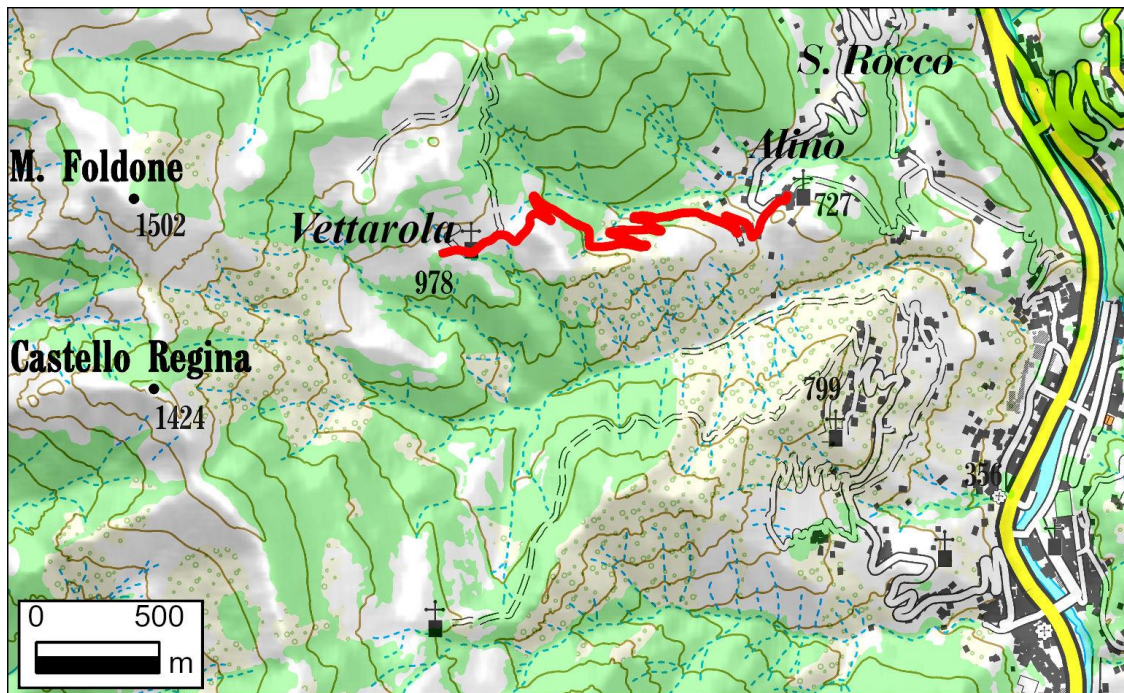 S. Rocco
Alino
M. Foldone
1502
727
Vettarola
978
Castello Regina
1424
799
356
0 500
m